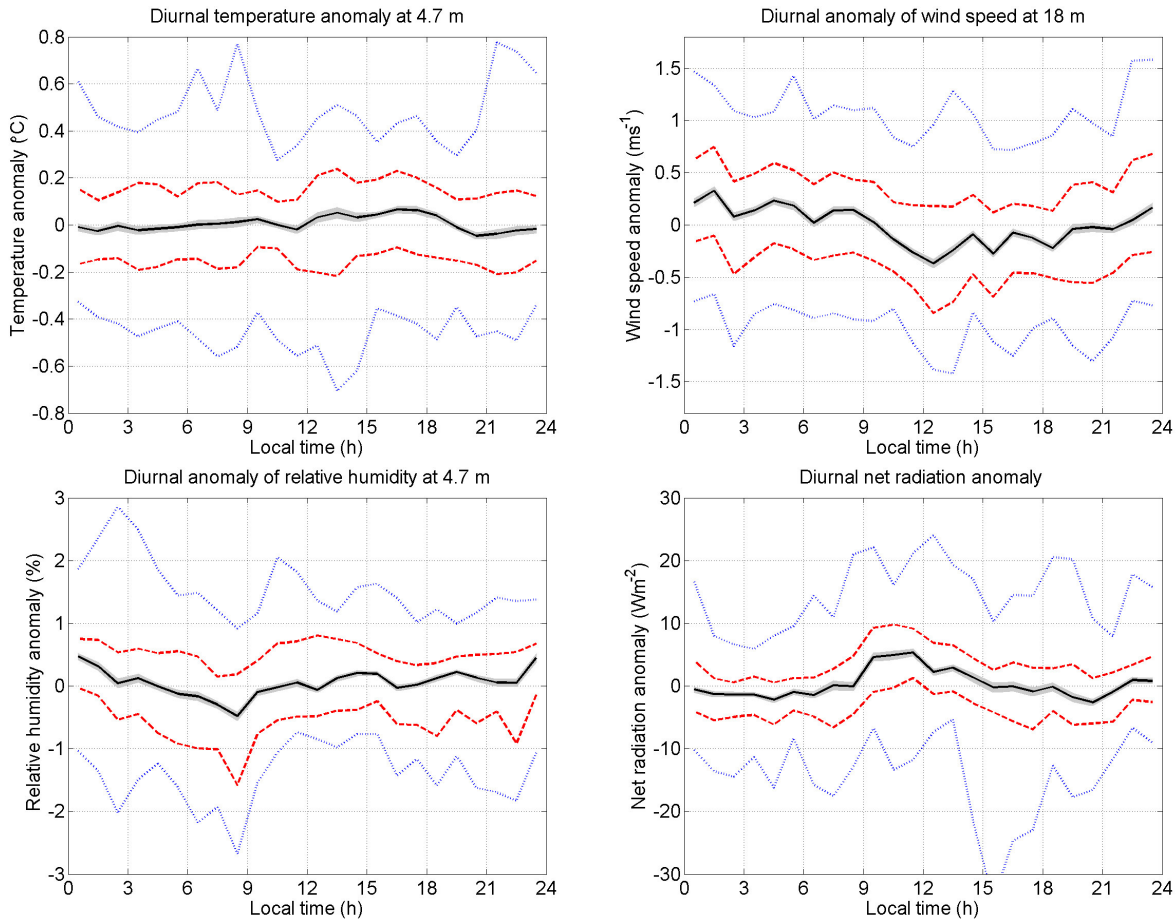 Diurnal temperature anomaly at 4.7 m
Temperature anomaly (ºC)
0.8
0.6
0.4
0.2
0
-0.2
-0.4
-0.6
-0.8
0 3 6 9 12 15 18 21 24
Local time (h)
Diurnal anomaly of wind speed at 18 m
Wind speed anomaly (ms⁻¹)
1.5
1
0.5
0
-0.5
-1
-1.5
0 3 6 9 12 15 18 21 24
Local time (h)
Diurnal anomaly of relative humidity at 4.7 m
Relative humidity anomaly (%)
3
2
1
0
-1
-2
-3
0 3 6 9 12 15 18 21 24
Local time (h)
Diurnal net radiation anomaly
Net radiation anomaly (Wm⁻²)
30
20
10
0
-10
-20
-30
0 3 6 9 12 15 18 21 24
Local time (h)